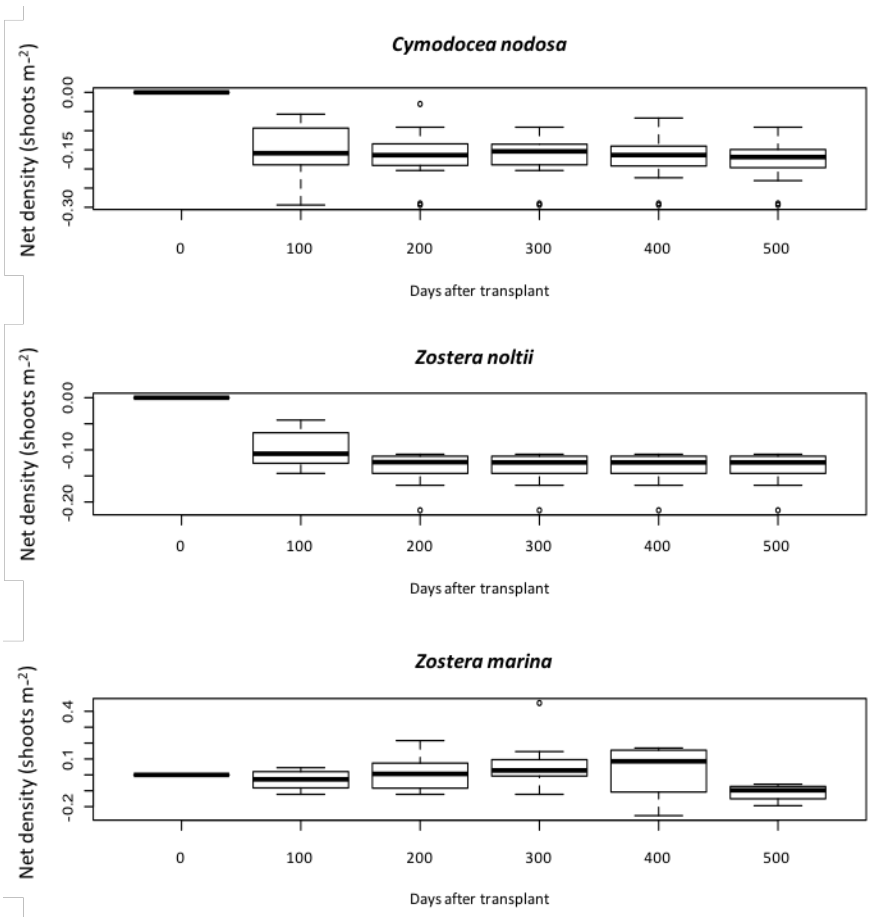 Cymodocea nodosa
Net density (shoots m-2)
0.00
-0.15
-0.30
0 100 200 300 400 500
Days after transplant
Zostera noltii
Net density (shoots m-2)
0.00
-0.10
-0.20
0 100 200 300 400 500
Days after transplant
Zostera marina
Net density (shoots m-2)
0.4
0.1
-0.2
0 100 200 300 400 500
Days after transplant